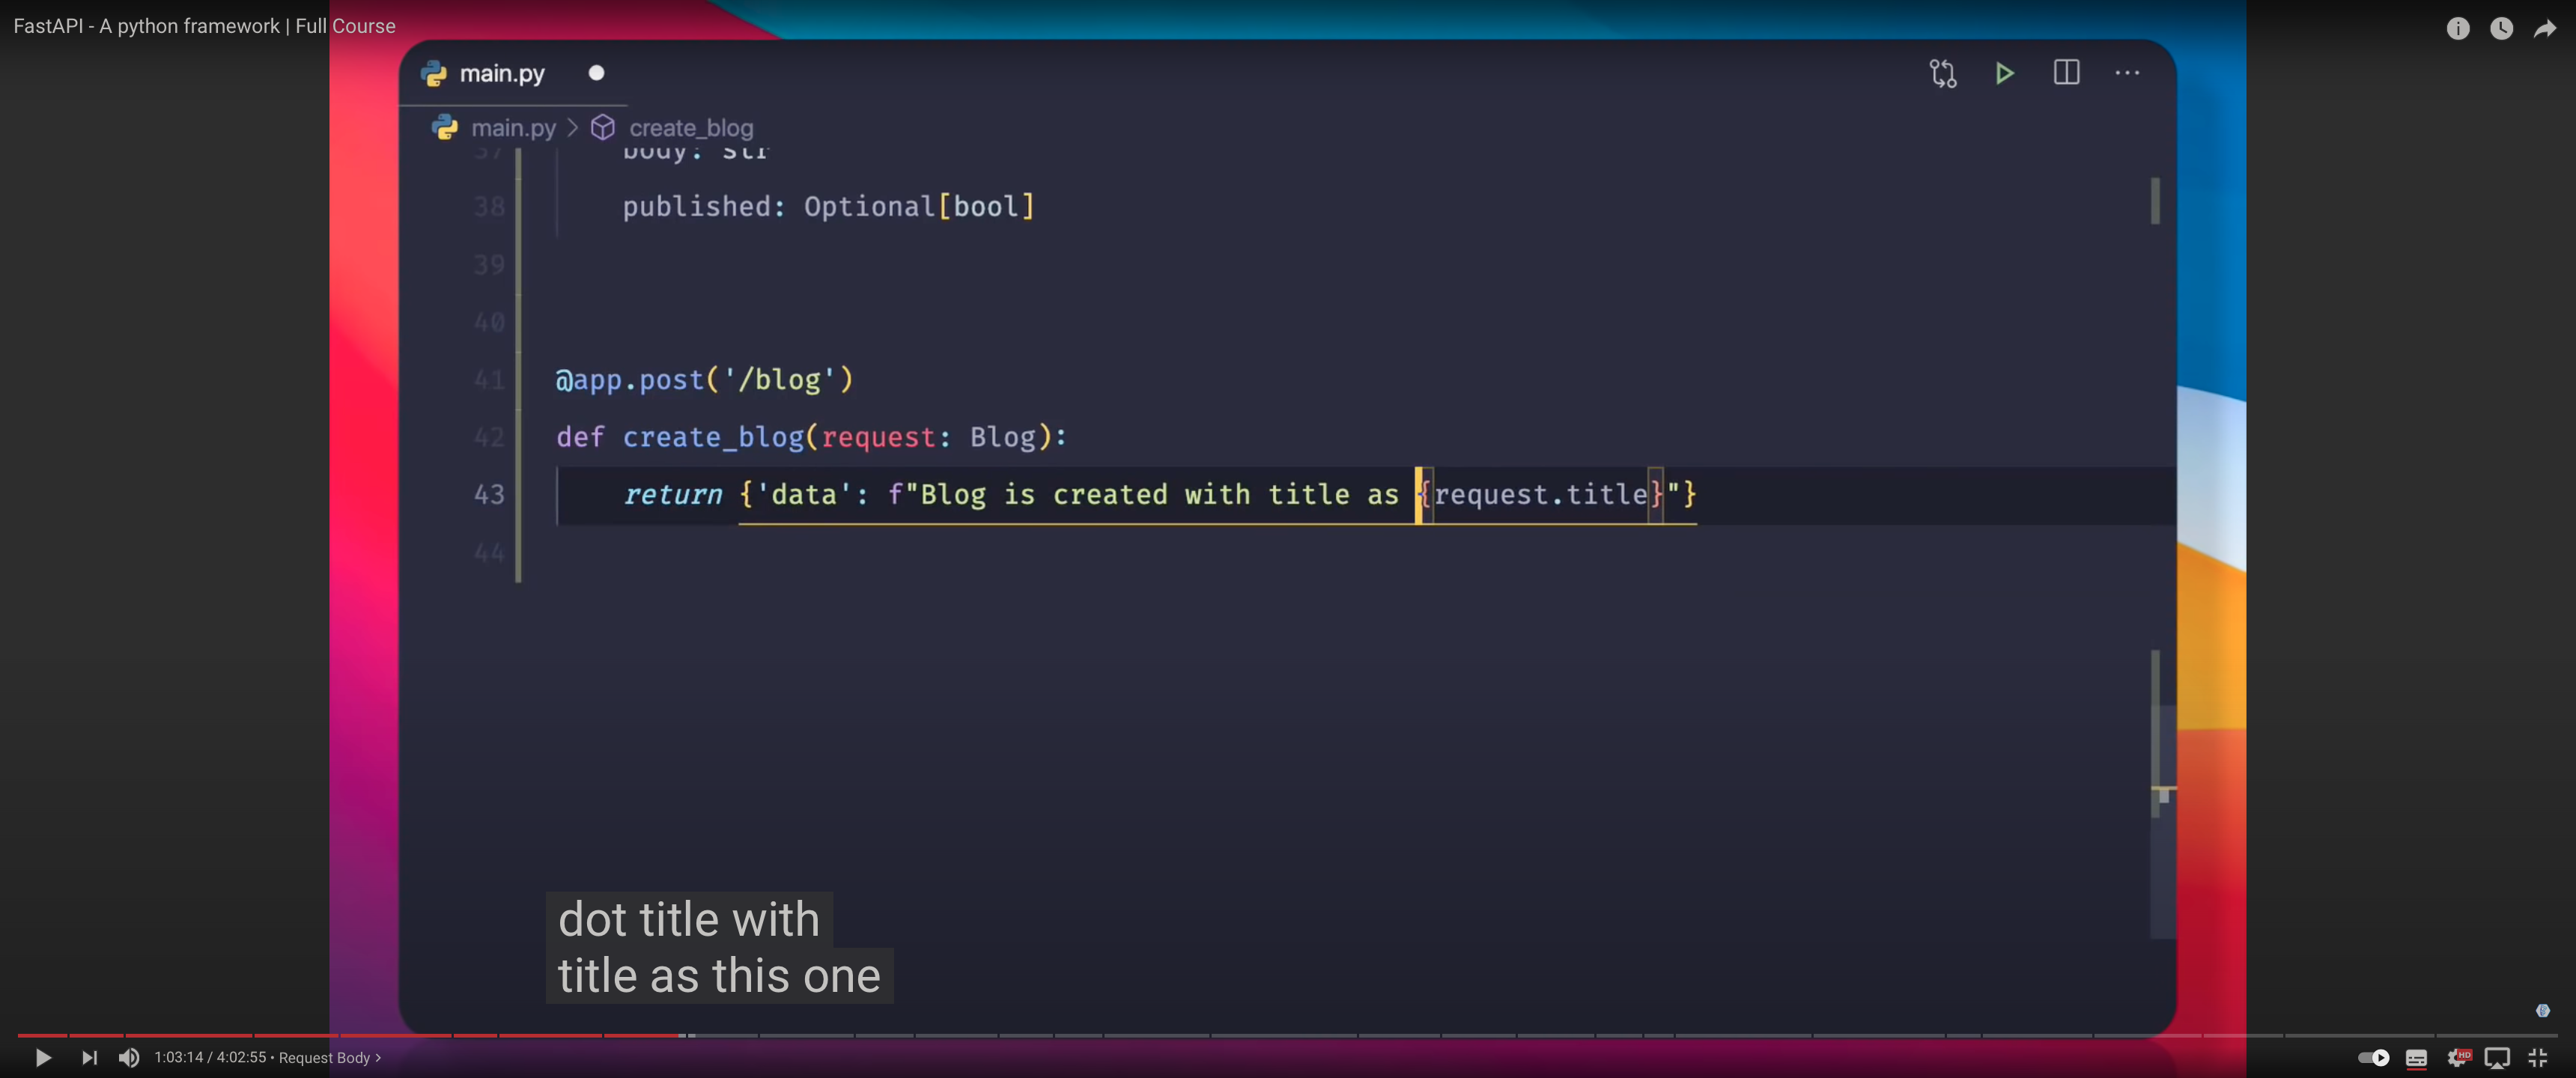 FastAPI - A python framework | Full Course
main.py
main.py > create_blog
37 body: str
38 published: Optional[bool]
39
40
41 @app.post('/blog')
42 def create_blog(request: Blog):
43 return {'data': f"Blog is created with title as {request.title}"}
44
dot title with
title as this one
1:03:14 / 4:02:55 • Request Body >
HD